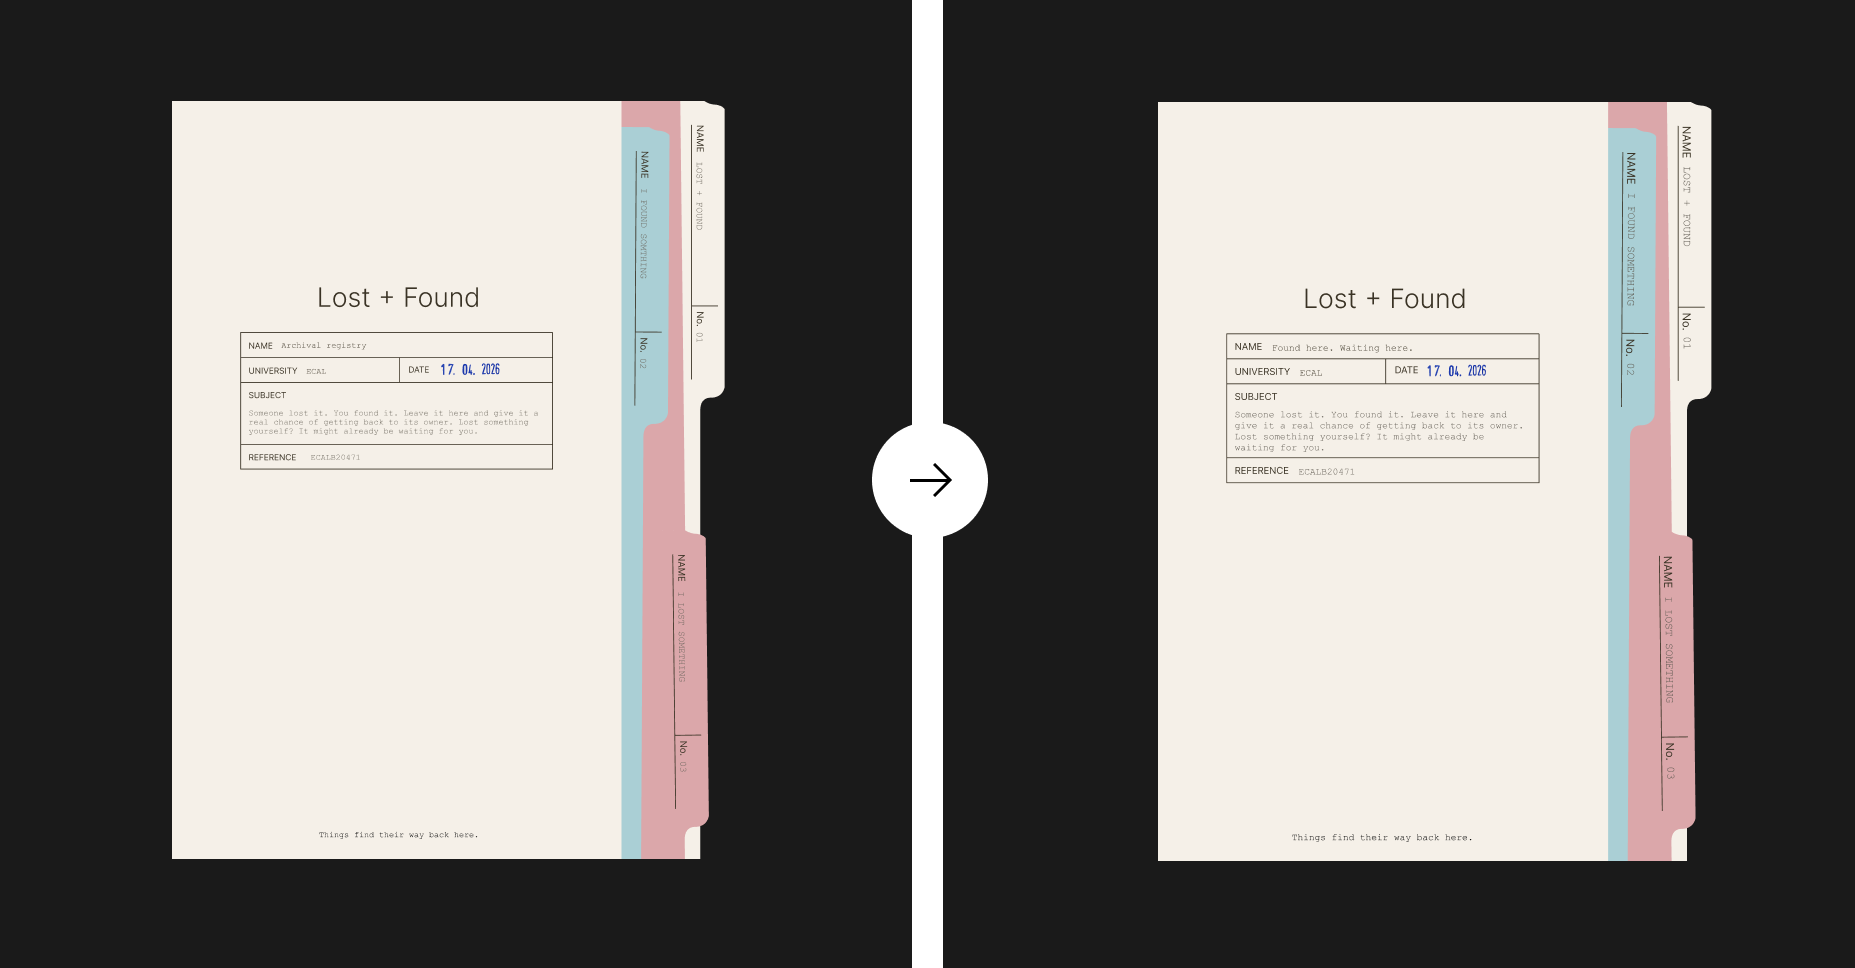 Lost + Found
NAME Archival registry
UNIVERSITY ECAL
DATE 17. 04. 2026
SUBJECT
Someone lost it. You found it. Leave it here and give it a
real chance of getting back to its owner. Lost something
yourself? It might already be waiting for you.
REFERENCE ECALB20471
Things find their way back here.
NAME I FOUND SOMTHING
No. 02
NAME LOST + FOUND
No. 01
NAME I LOST SOMETHING
No. 03
Lost + Found
NAME Found here. Waiting here.
UNIVERSITY ECAL
DATE 17. 04. 2026
SUBJECT
Someone lost it. You found it. Leave it here and
give it a real chance of getting back to its owner.
Lost something yourself? It might already be
waiting for you.
REFERENCE ECALB20471
Things find their way back here.
NAME I FOUND SOMETHING
No. 02
NAME LOST + FOUND
No. 01
NAME I LOST SOMETHING
No. 03